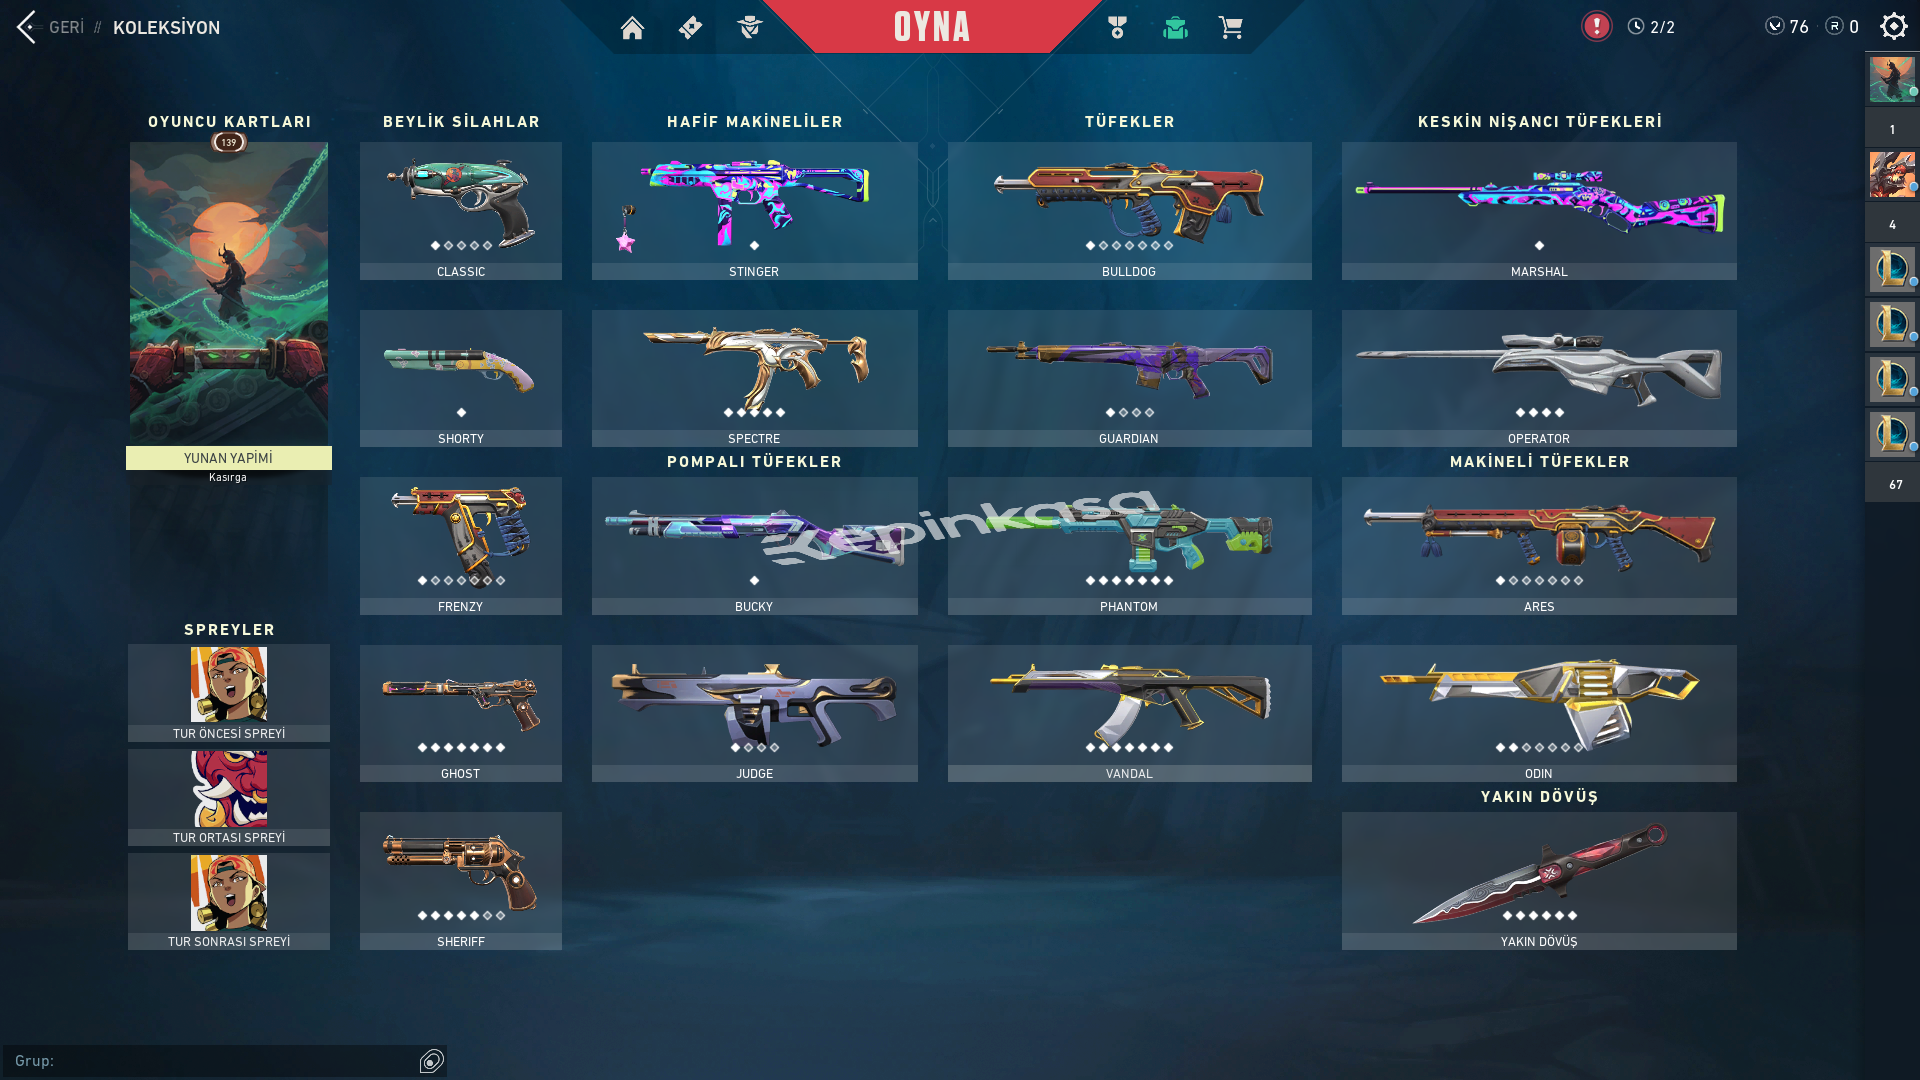 GERİ // KOLEKSİYON
OYNA
2/2
76
0
OYUNCU KARTLARI
139
YUNAN YAPIMI
Kasırga
SPREYLER
TUR ÖNCESİ SPREYİ
TUR ORTASI SPREYİ
TUR SONRASI SPREYİ
BEYLİK SİLAHLAR
CLASSIC
SHORTY
FRENZY
GHOST
SHERIFF
HAFİF MAKİNELİLER
STINGER
SPECTRE
POMPALI TÜFEKLER
BUCKY
JUDGE
TÜFEKLER
BULLDOG
GUARDIAN
PHANTOM
VANDAL
KESKİN NİŞANCI TÜFEKLERİ
MARSHAL
OPERATOR
MAKİNELİ TÜFEKLER
ARES
ODIN
YAKIN DÖVÜŞ
YAKIN DÖVÜŞ
epinkasa
1
4
67
Grup: